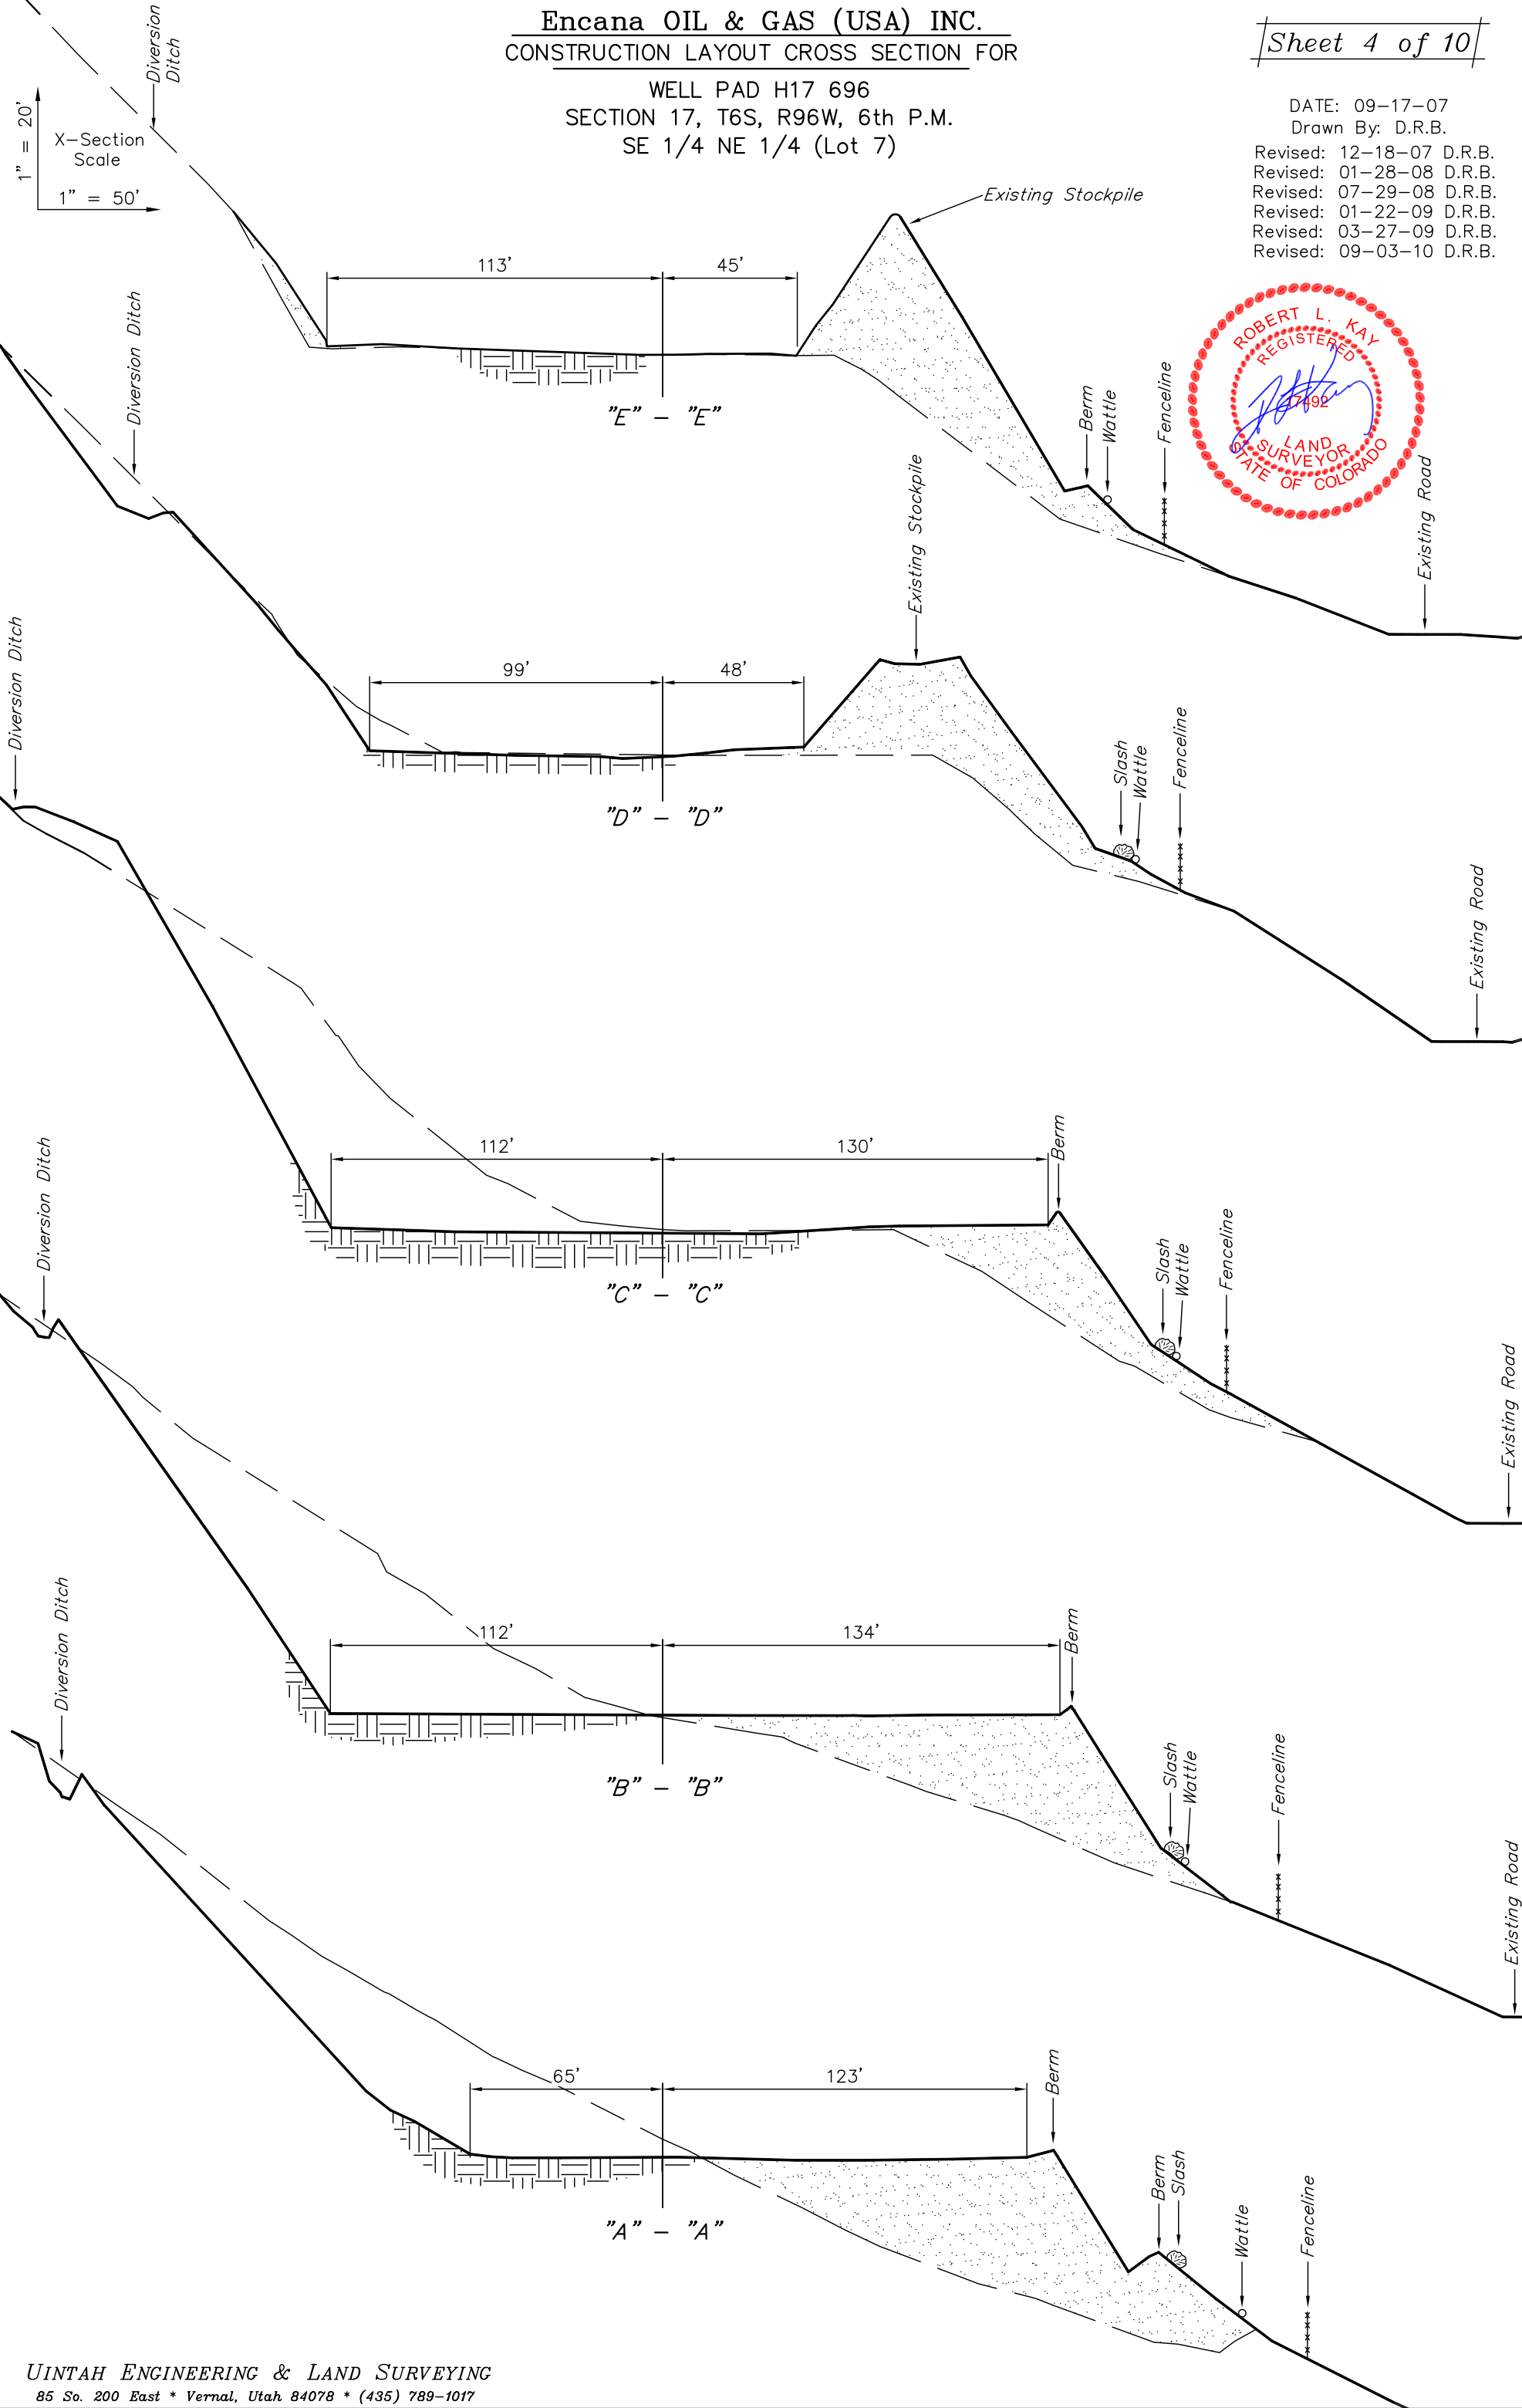 Encana OIL & GAS (USA) INC.
CONSTRUCTION LAYOUT CROSS SECTION FOR
WELL PAD H17 696
SECTION 17, T6S, R96W, 6th P.M.
SE 1/4 NE 1/4 (Lot 7)
Sheet 4 of 10
DATE: 09-17-07
Drawn By: D.R.B.
Revised: 12-18-07 D.R.B.
Revised: 01-28-08 D.R.B.
Revised: 07-29-08 D.R.B.
Revised: 01-22-09 D.R.B.
Revised: 03-27-09 D.R.B.
Revised: 09-03-10 D.R.B.
1" = 20'
X-Section
Scale
1" = 50'
ROBERT L. KAY
REGISTERED
17492
LAND
SURVEYOR
STATE OF COLORADO
Diversion
Ditch
Existing Stockpile
113'
45'
"E" - "E"
Berm
Wattle
Fenceline
Existing Road
Diversion Ditch
Existing Stockpile
99'
48'
"D" - "D"
Slash
Wattle
Fenceline
Existing Road
Diversion Ditch
112'
130'
"C" - "C"
Berm
Slash
Wattle
Fenceline
Existing Road
Diversion Ditch
112'
134'
"B" - "B"
Berm
Slash
Wattle
Fenceline
Existing Road
Diversion Ditch
65'
123'
"A" - "A"
Berm
Berm
Slash
Wattle
Fenceline
UINTAH ENGINEERING & LAND SURVEYING
85 So. 200 East * Vernal, Utah 84078 * (435) 789-1017